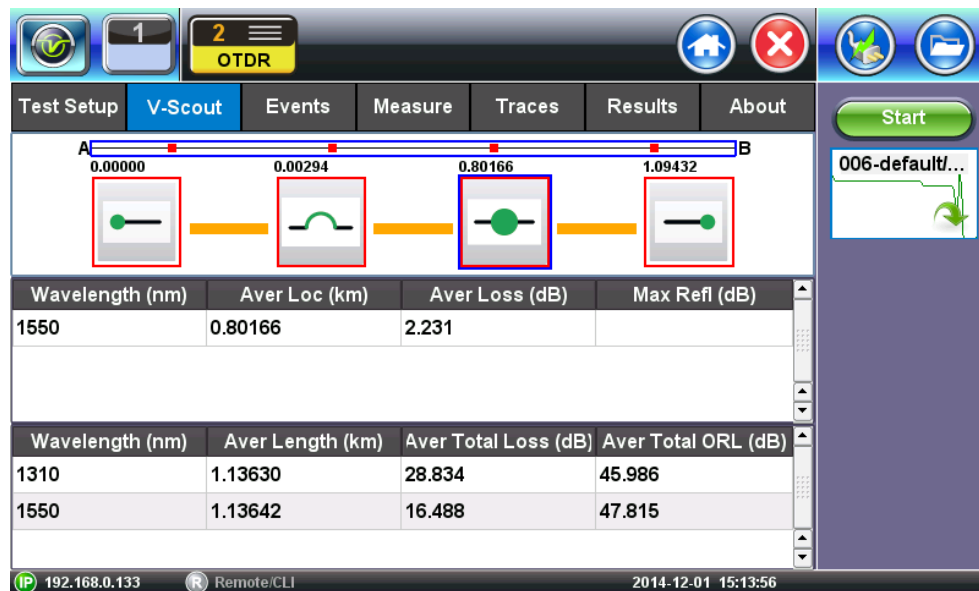 1
2
OTDR
Test Setup V-Scout Events Measure Traces Results About
Start
A B
0.00000 0.00294 0.80166 1.09432
006-default/...
Wavelength (nm) Aver Loc (km) Aver Loss (dB) Max Refl (dB)
1550 0.80166 2.231
Wavelength (nm) Aver Length (km) Aver Total Loss (dB) Aver Total ORL (dB)
1310 1.13630 28.834 45.986
1550 1.13642 16.488 47.815
IP 192.168.0.133 R Remote/CLI 2014-12-01 15:13:56